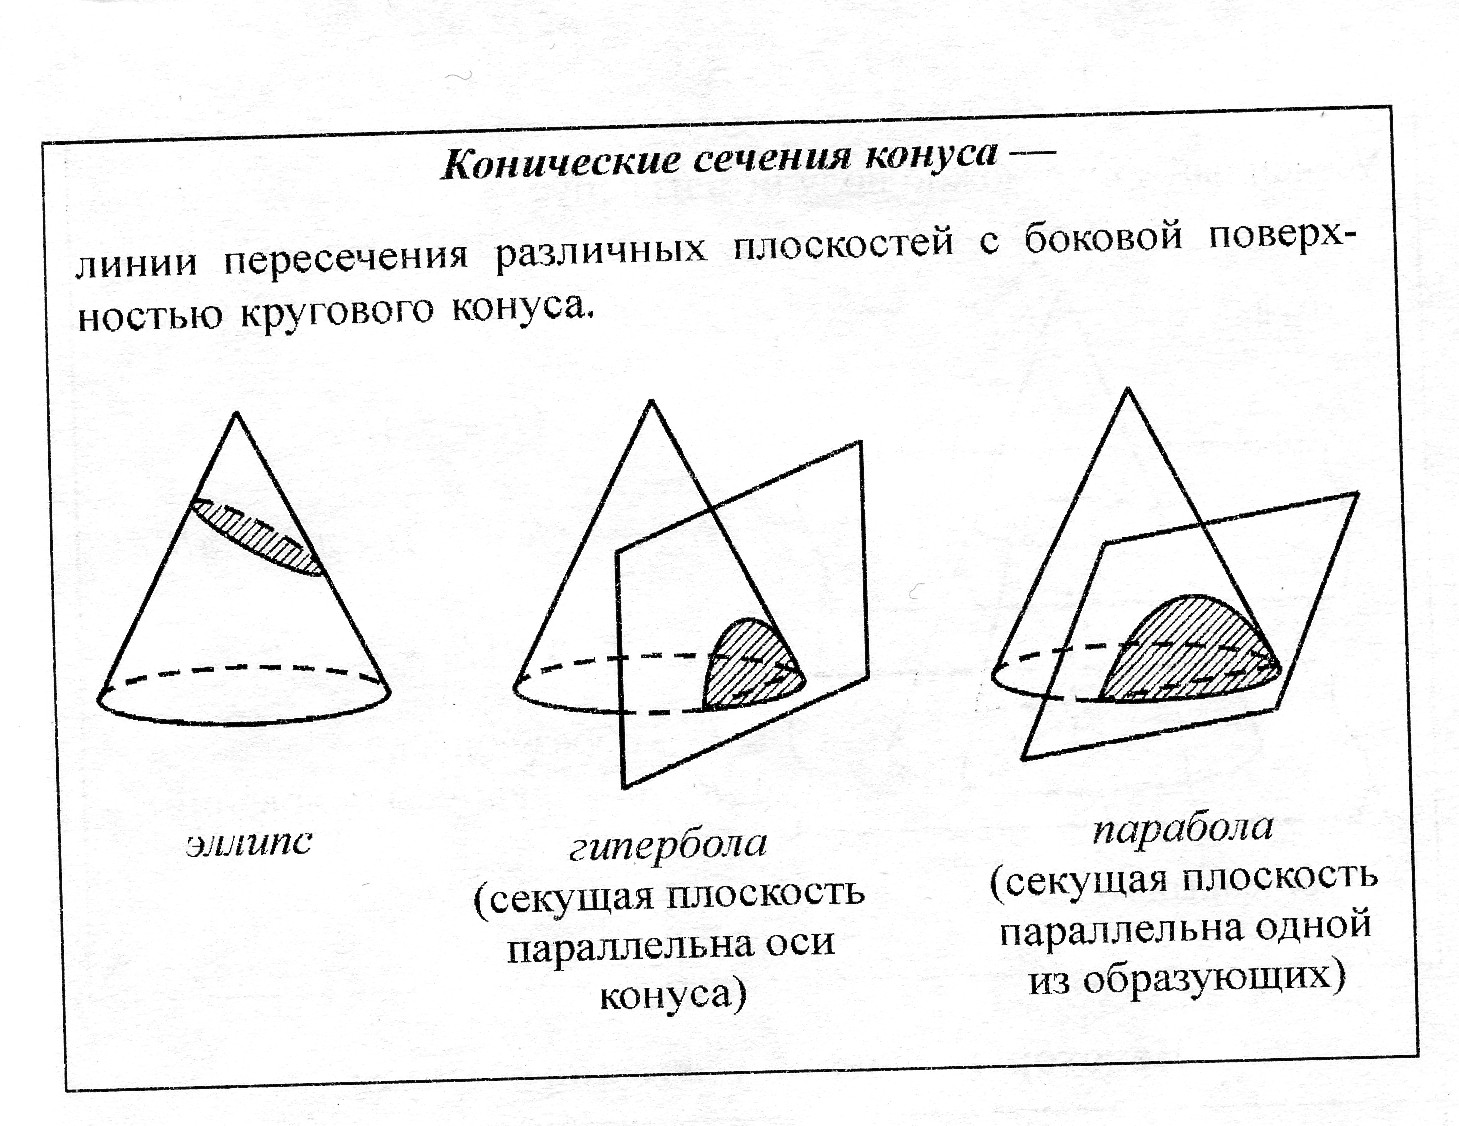 Конические сечения конуса —
линии пересечения различных плоскостей с боковой поверх-
ностью кругового конуса.
эллипс
гипербола
(секущая плоскость
параллельна оси
конуса)
парабола
(секущая плоскость
параллельна одной
из образующих)